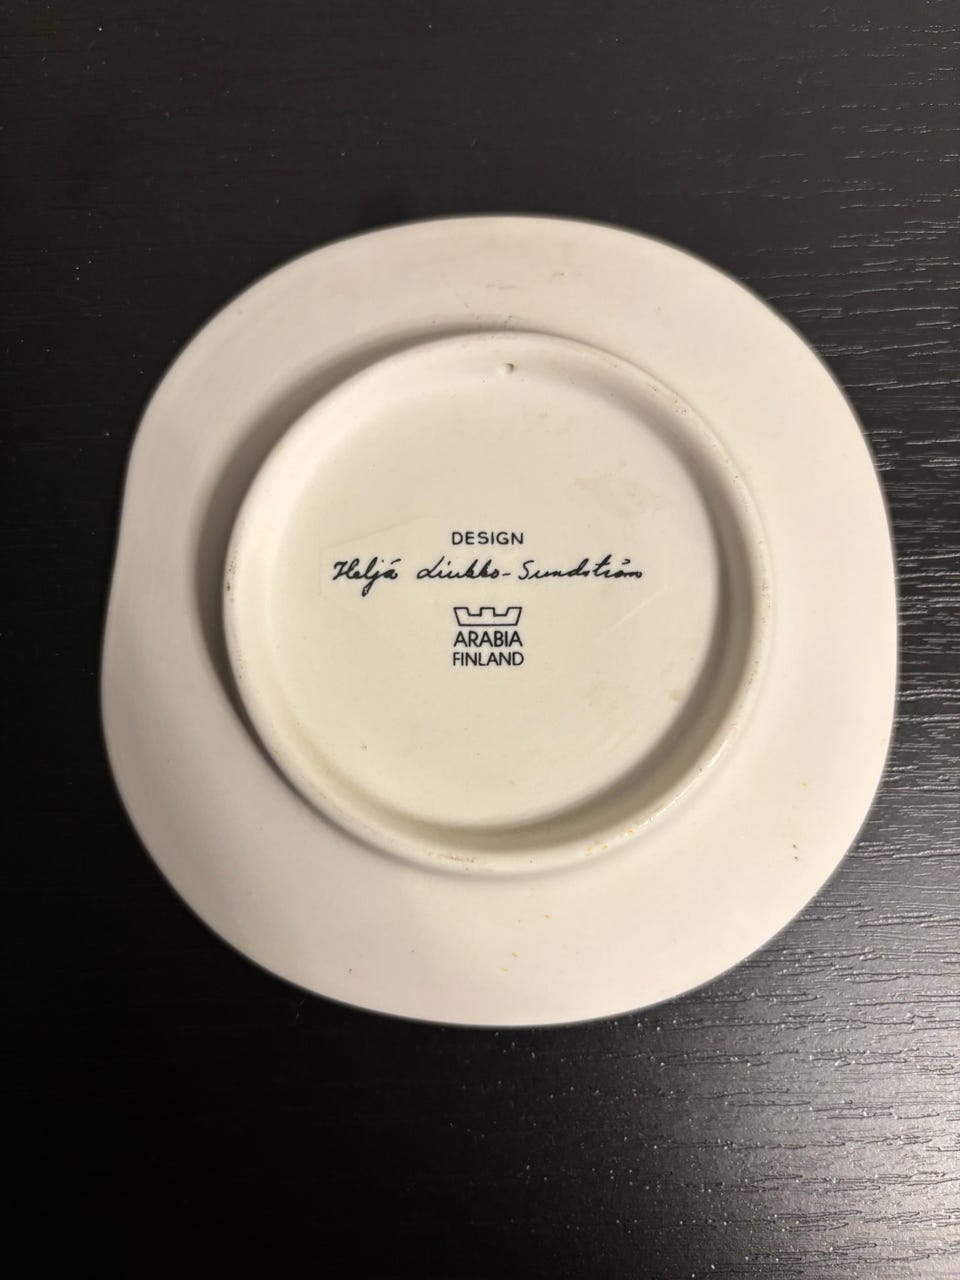 DESIGN
Heljä Liukko-Sundström
ARABIA
FINLAND